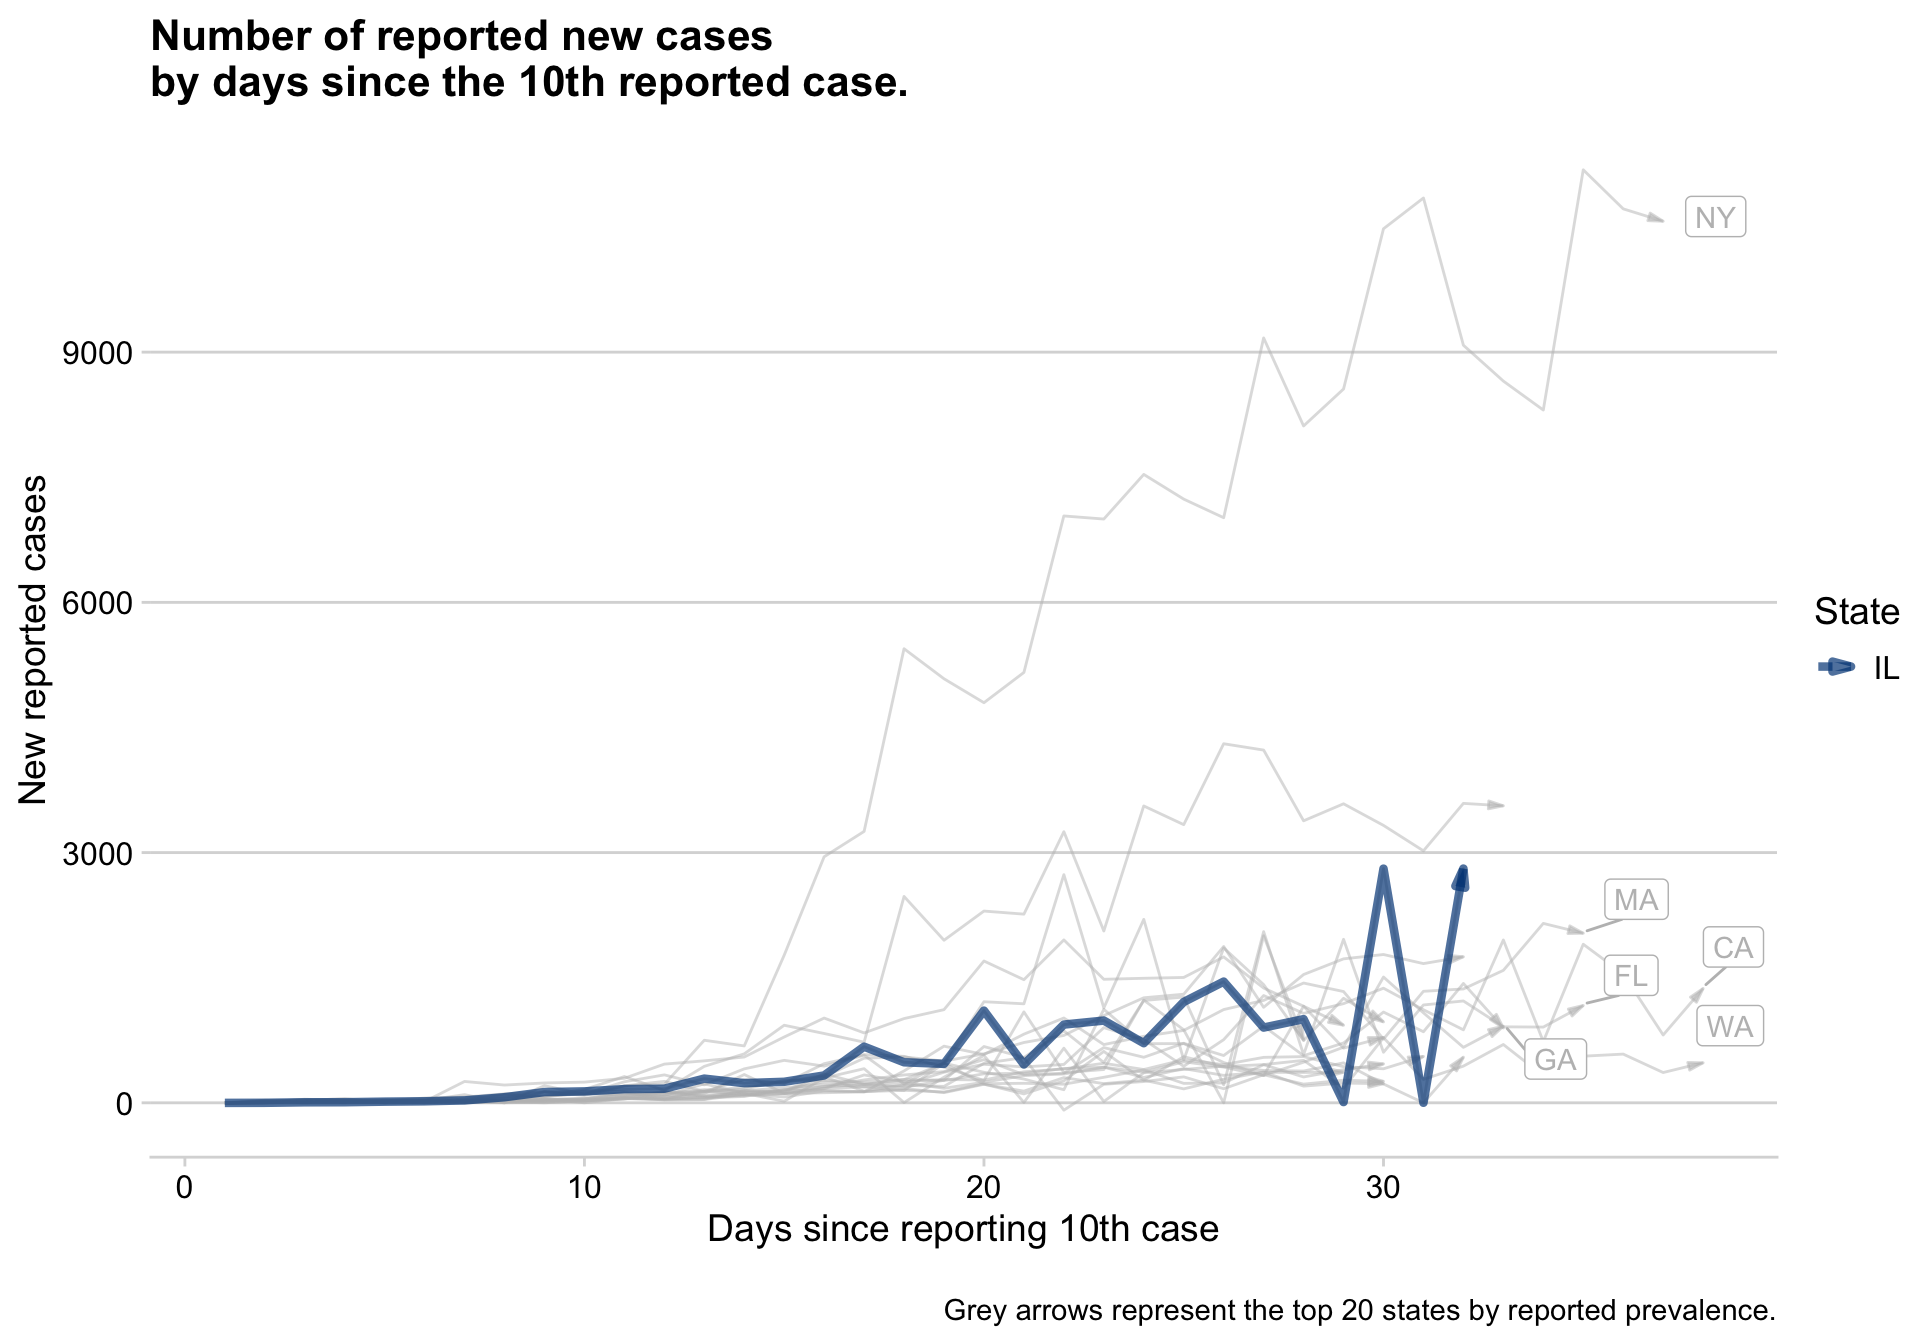 Number of reported new cases
by days since the 10th reported case.
New reported cases
9000
6000
3000
0
NY
MA
CA
FL
WA
GA
State
IL
0
10
20
30
Days since reporting 10th case
Grey arrows represent the top 20 states by reported prevalence.